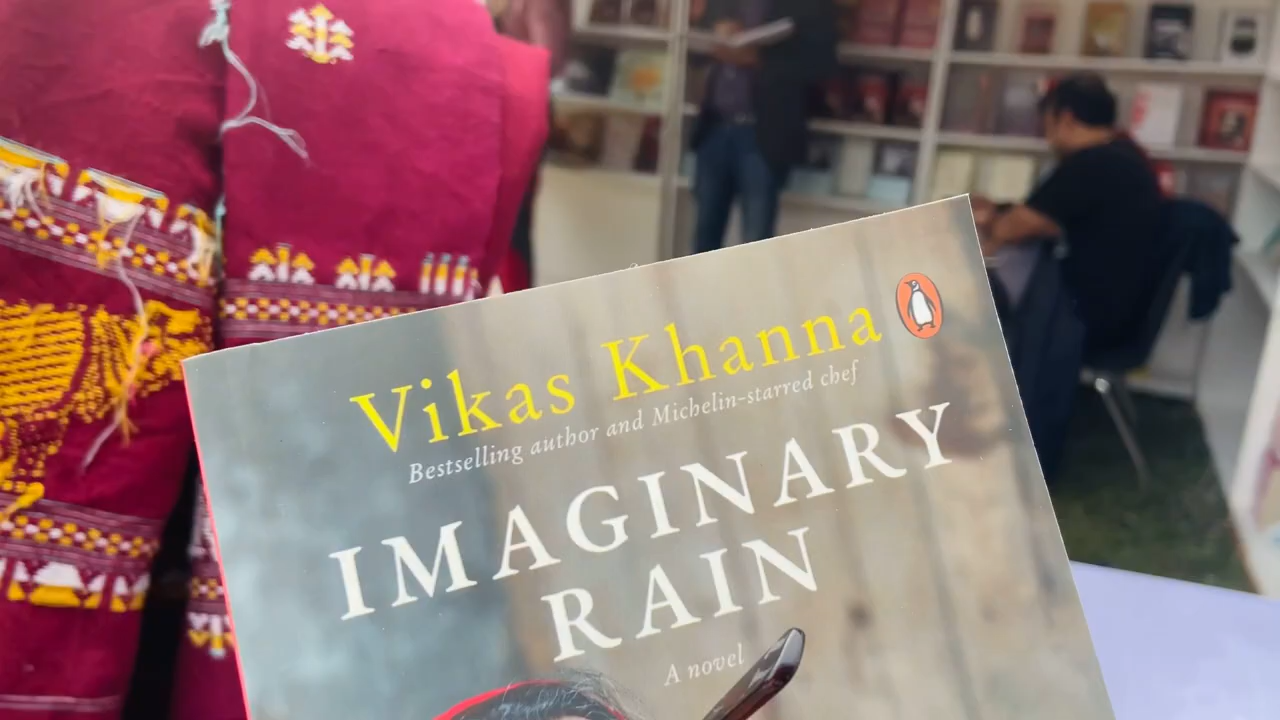 Vikas Khanna
Bestselling author and Michelin-starred chef
IMAGINARY
RAIN
A novel